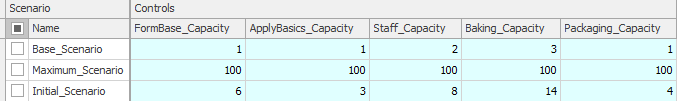 Scenario Controls
Name FormBase_Capacity ApplyBasics_Capacity Staff_Capacity Baking_Capacity Packaging_Capacity
Base_Scenario 1 1 2 3 1
Maximum_Scenario 100 100 100 100 100
Initial_Scenario 6 3 8 14 4